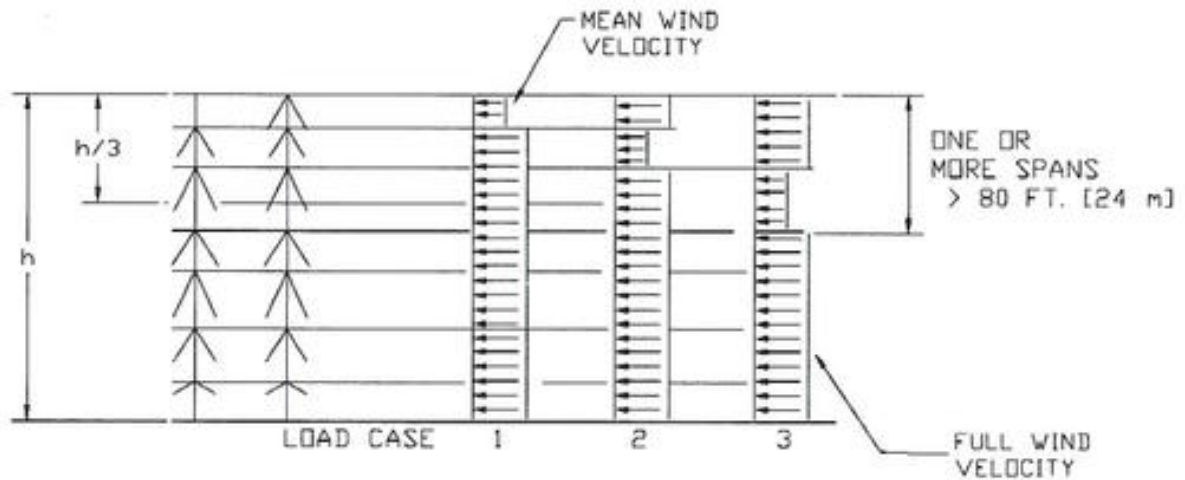 MEAN WIND
VELOCITY
h/3
h
ONE OR
MORE SPANS
> 80 FT. [24 m]
LOAD CASE 1 2 3
FULL WIND
VELOCITY